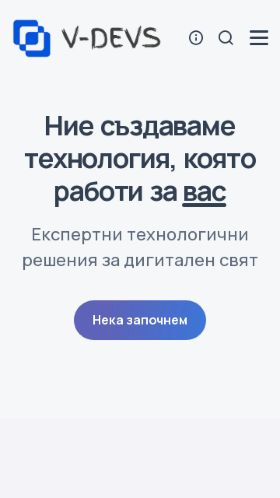 V-DEVS
Ние създаваме
технология, която
работи за вас
Експертни технологични
решения за дигитален свят
Нека започнем